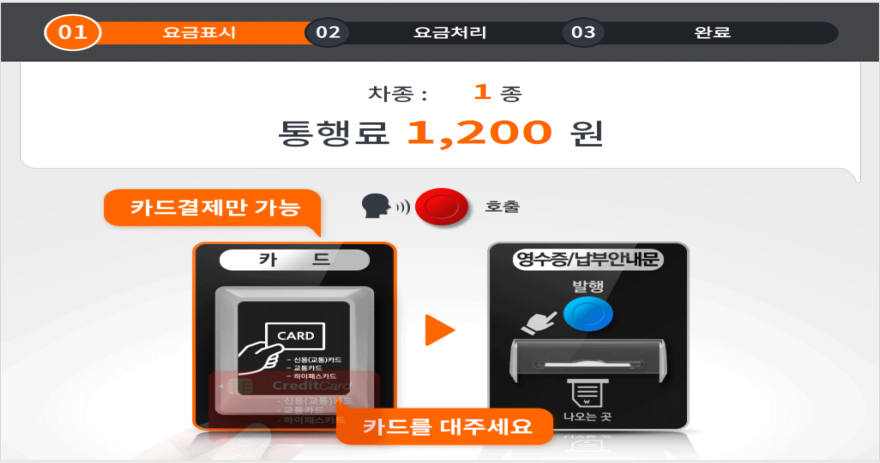 01 요금표시 02 요금처리 03 완료
차종 : 1 종
통행료 1,200 원
카드결제만 가능
호출
카 드
CARD
- 신용(교통)카드
- 교통카드
- 하이패스카드
CreditCard
- 신용(교통)카드
- 교통카드
- 하이패스카드
카드를 대주세요
영수증/납부안내문
발행
나오는 곳